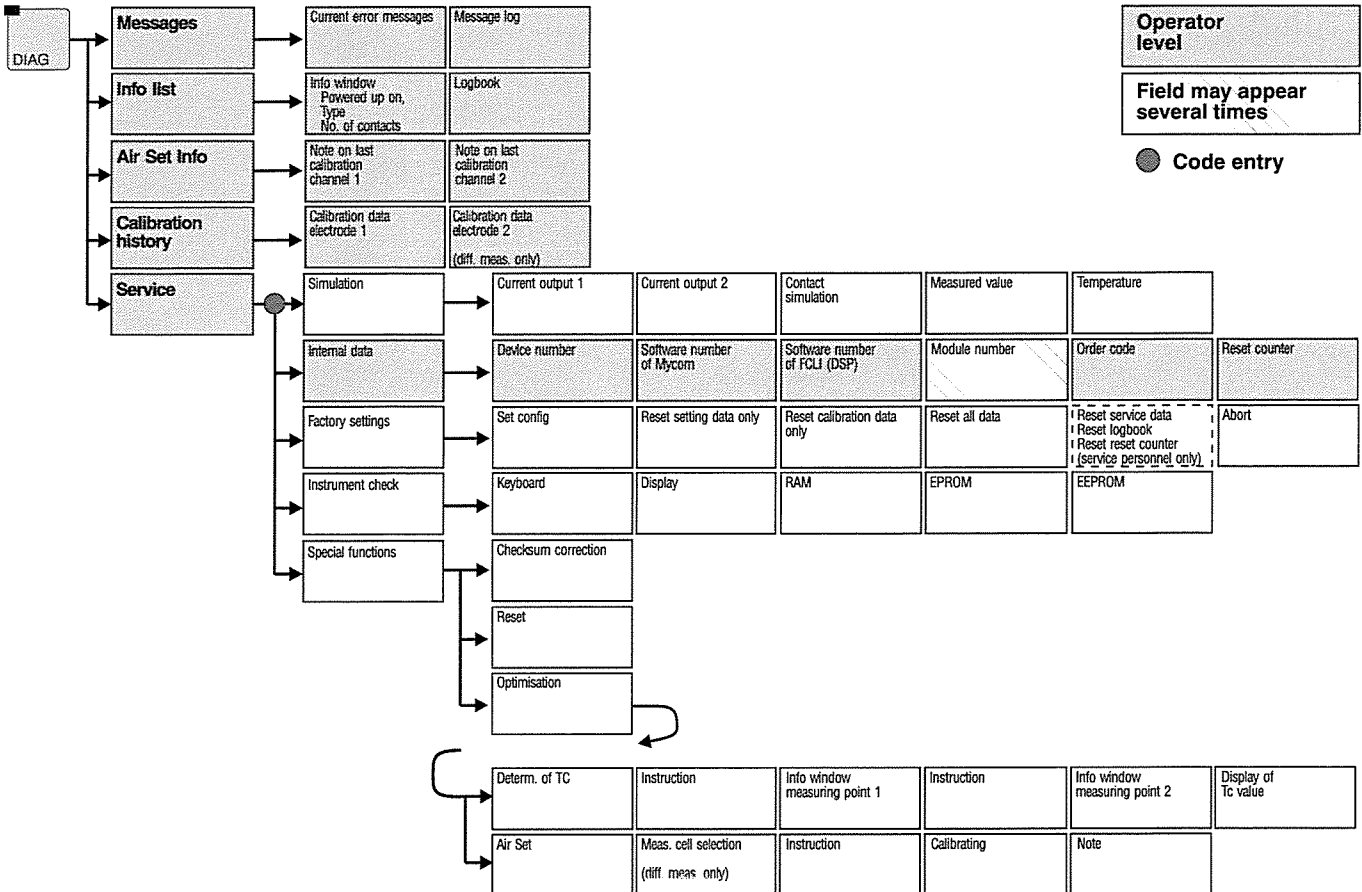 DIAG
Messages
Current error messages
Message log
Operator
level
Info list
Info window
Powered up on,
Type
No. of contacts
Logbook
Field may appear
several times
Air Set Info
Note on last
calibration
channel 1
Note on last
calibration
channel 2
Code entry
Calibration
history
Calibration data
electrode 1
Calibration data
electrode 2
(diff. meas. only)
Service
Simulation
Current output 1
Current output 2
Contact
simulation
Measured value
Temperature
Internal data
Device number
Software number
of Mycom
Software number
of FCLI (DSP)
Module number
Order code
Reset counter
Factory settings
Set config
Reset setting data only
Reset calibration data
only
Reset all data
Reset service data
Reset logbook
Reset reset counter
(service personnel only)
Abort
Instrument check
Keyboard
Display
RAM
EPROM
EEPROM
Special functions
Checksum correction
Reset
Optimisation
Determ. of TC
Instruction
Info window
measuring point 1
Instruction
Info window
measuring point 2
Display of
Tc value
Air Set
Meas. cell selection
(diff. meas. only)
Instruction
Calibrating
Note